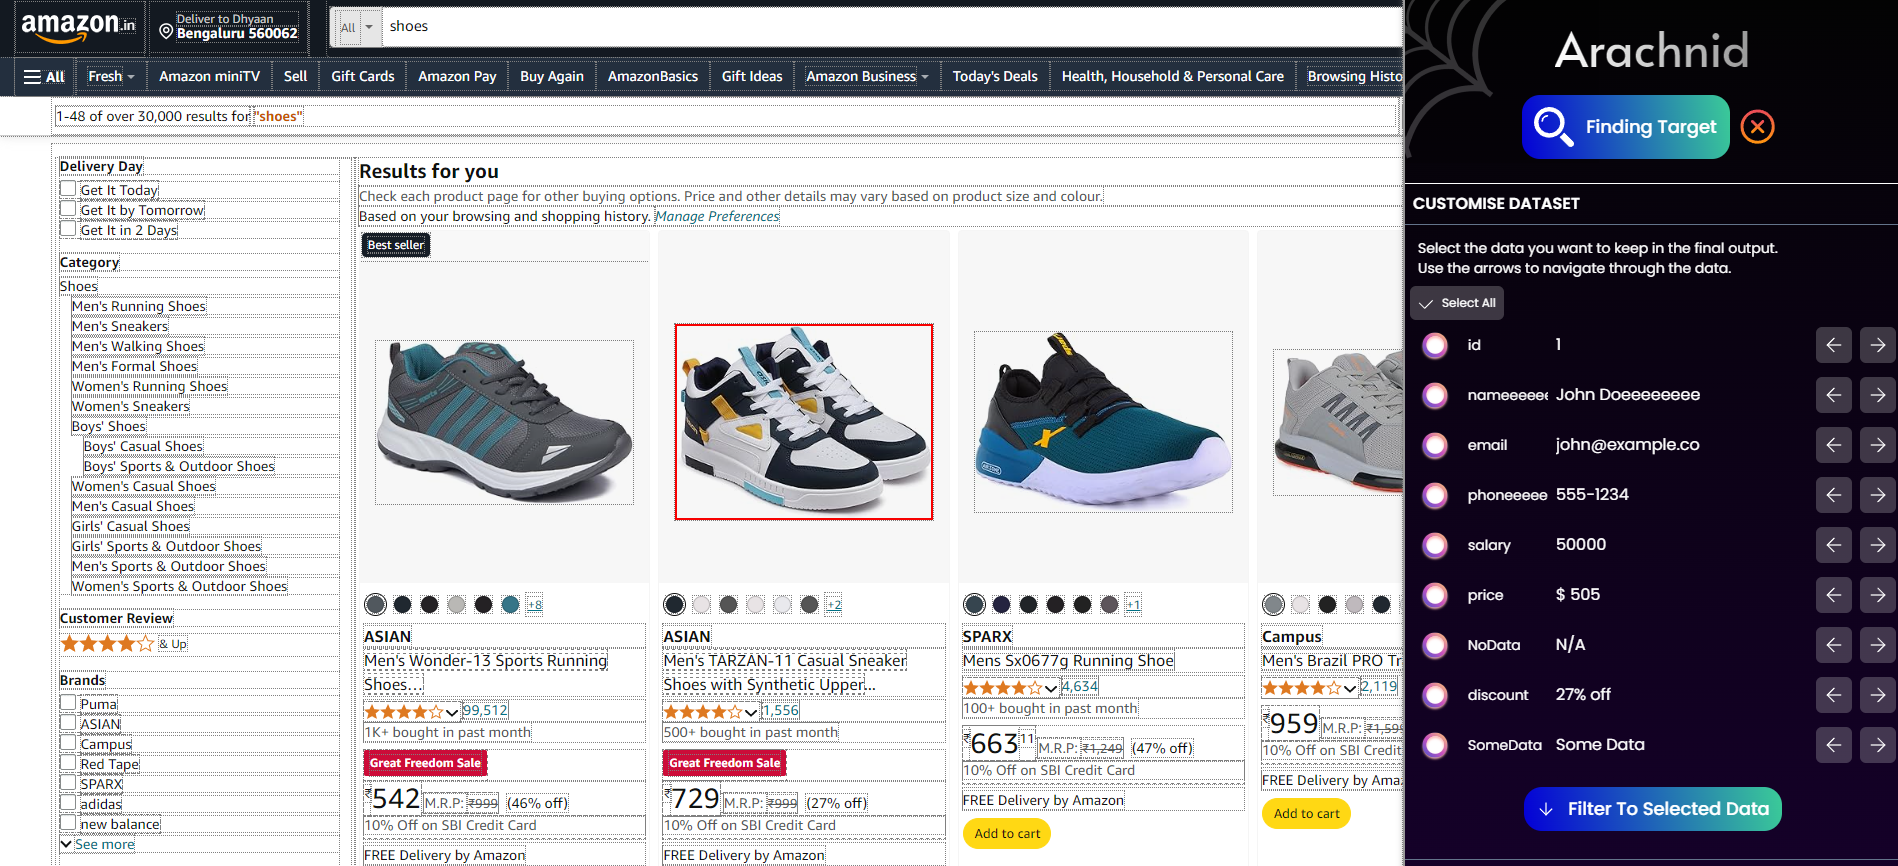 amazon.in
Deliver to Dhyaan
Bengaluru 560062
All
shoes
All
Fresh
Amazon miniTV
Sell
Gift Cards
Amazon Pay
Buy Again
AmazonBasics
Gift Ideas
Amazon Business
Today's Deals
Health, Household & Personal Care
Browsing Histo
1-48 of over 30,000 results for "shoes"
Delivery Day
Get It Today
Get It by Tomorrow
Get It in 2 Days
Category
Shoes
Men's Running Shoes
Men's Sneakers
Men's Walking Shoes
Men's Formal Shoes
Women's Running Shoes
Women's Sneakers
Boys' Shoes
Boys' Casual Shoes
Boys' Sports & Outdoor Shoes
Women's Casual Shoes
Men's Casual Shoes
Girls' Casual Shoes
Girls' Sports & Outdoor Shoes
Men's Sports & Outdoor Shoes
Women's Sports & Outdoor Shoes
Customer Review
& Up
Brands
Puma
ASIAN
Campus
Red Tape
SPARX
adidas
new balance
See more
Results for you
Check each product page for other buying options. Price and other details may vary based on product size and colour.
Based on your browsing and shopping history. Manage Preferences
Best seller
+8
ASIAN
Men's Wonder-13 Sports Running
Shoes…
99,512
1K+ bought in past month
Great Freedom Sale
₹542 M.R.P: ₹999 (46% off)
10% Off on SBI Credit Card
FREE Delivery by Amazon
+2
ASIAN
Men's TARZAN-11 Casual Sneaker
Shoes with Synthetic Upper…
1,556
500+ bought in past month
Great Freedom Sale
₹729 M.R.P: ₹999 (27% off)
10% Off on SBI Credit Card
FREE Delivery by Amazon
+1
SPARX
Mens Sx0677g Running Shoe
4,634
100+ bought in past month
₹663 11 M.R.P: ₹1,249 (47% off)
10% Off on SBI Credit Card
FREE Delivery by Amazon
Add to cart
Campus
Men's Brazil PRO Tr
2,119
₹959 M.R.P: ₹1,599
10% Off on SBI Credit
FREE Delivery by Amaz
Add to cart
Arachnid
Finding Target
CUSTOMISE DATASET
Select the data you want to keep in the final output.
Use the arrows to navigate through the data.
Select All
id 1
nameeeeee John Doeeeeeeee
email john@example.co
phoneeeee 555-1234
salary 50000
price $ 505
NoData N/A
discount 27% off
SomeData Some Data
Filter To Selected Data